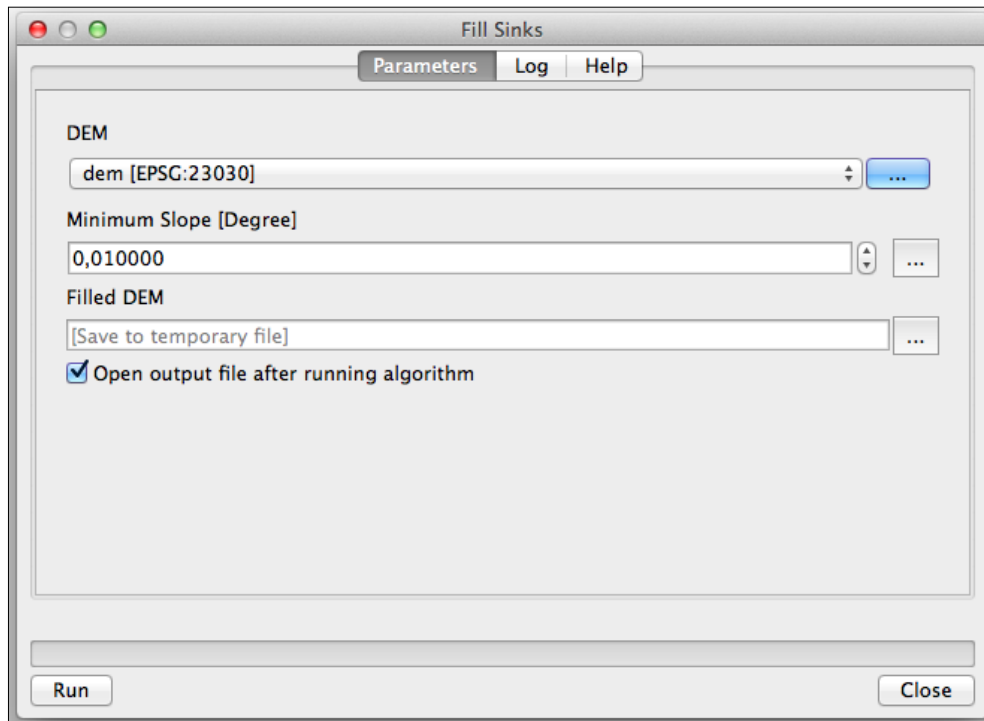 Fill Sinks
Parameters Log Help
DEM
dem [EPSG:23030]
...
Minimum Slope [Degree]
0,010000
...
Filled DEM
[Save to temporary file]
...
Open output file after running algorithm
Run
Close